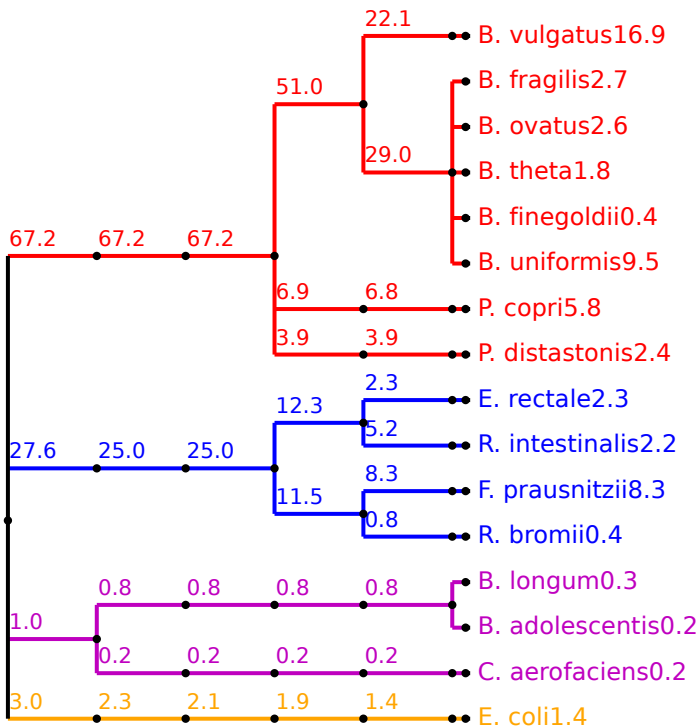 22.1
B. vulgatus16.9
B. fragilis2.7
51.0
B. ovatus2.6
29.0
B. theta1.8
B. finegoldii0.4
67.2 67.2 67.2
B. uniformis9.5
6.9 6.8
P. copri5.8
3.9 3.9
P. distastonis2.4
2.3
E. rectale2.3
12.3
5.2
R. intestinalis2.2
27.6 25.0 25.0
8.3
F. prausnitzii8.3
11.5
0.8
R. bromii0.4
0.8 0.8 0.8 0.8
B. longum0.3
1.0
B. adolescentis0.2
0.2 0.2 0.2 0.2
C. aerofaciens0.2
3.0 2.3 2.1 1.9 1.4
E. coli1.4